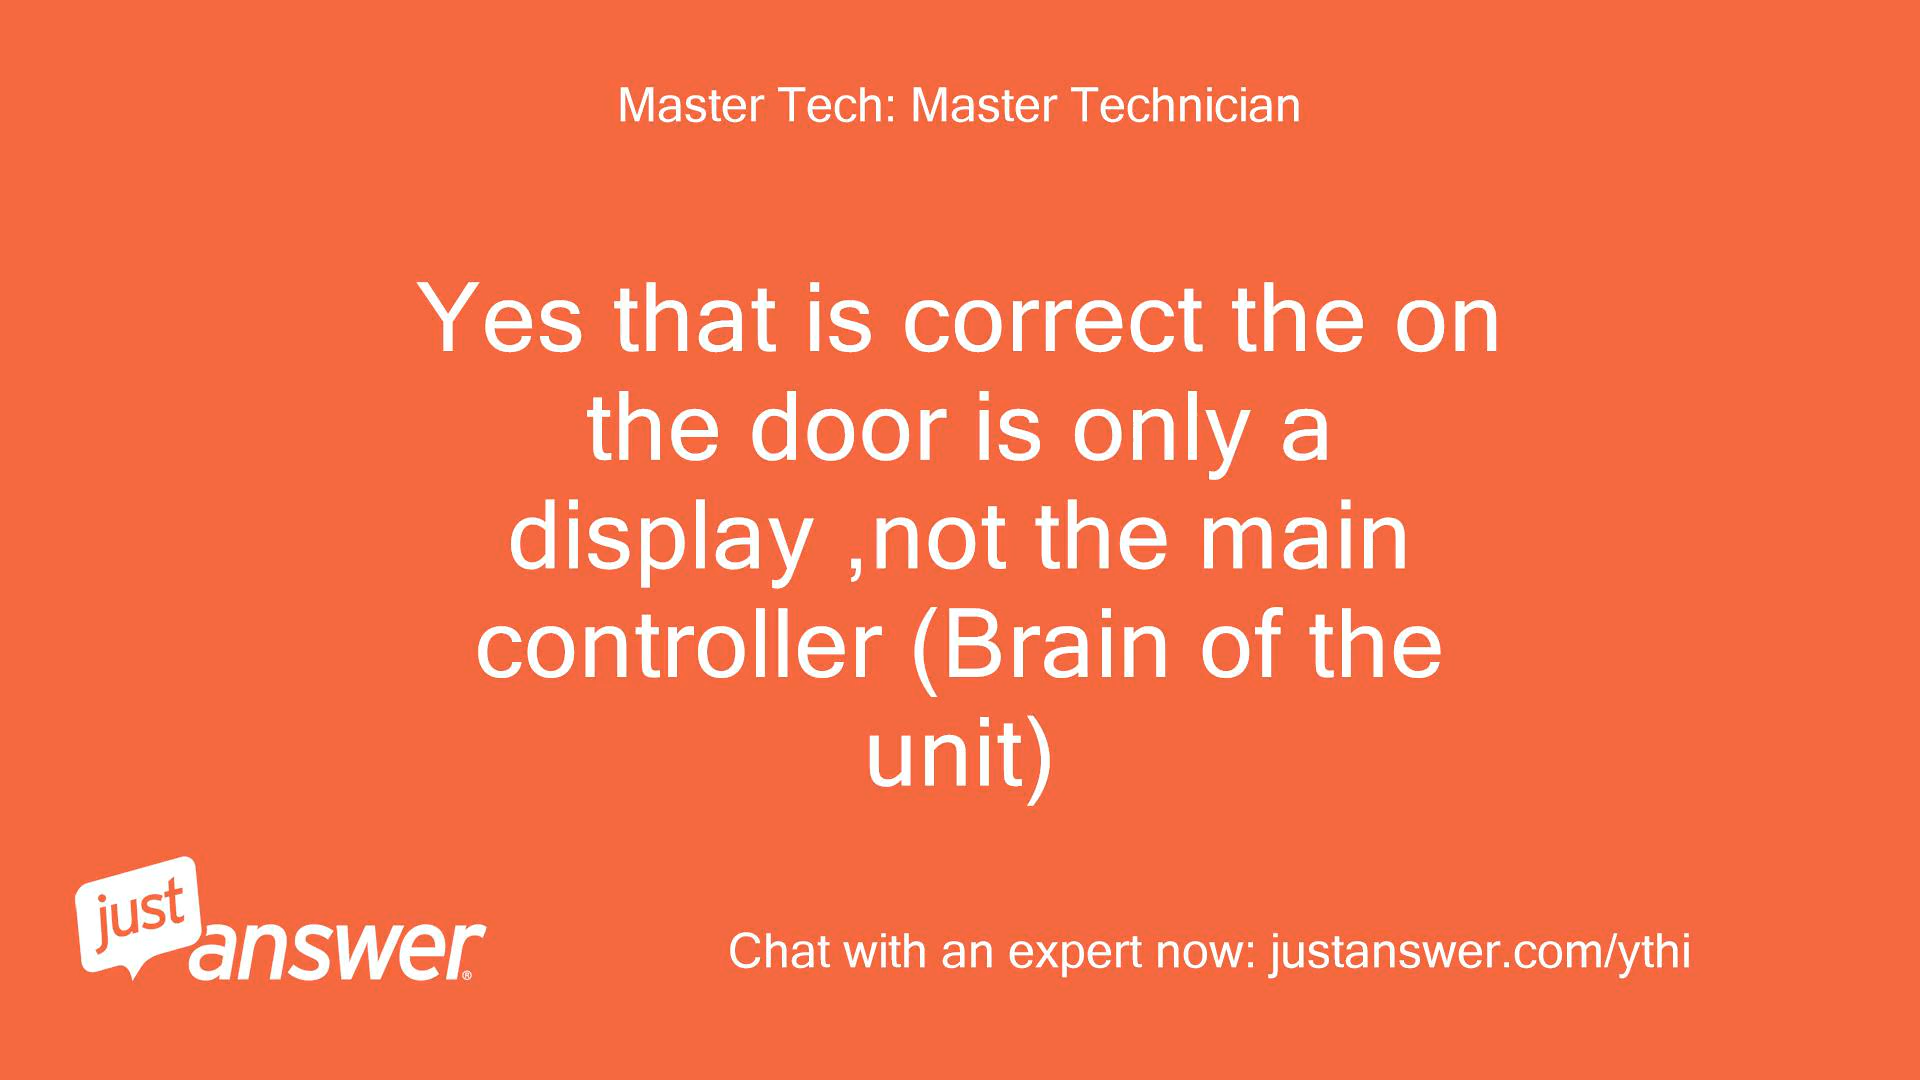 Master Tech: Master Technician
Yes that is correct the on
the door is only a
display ,not the main
controller (Brain of the
unit)
just
answer®
Chat with an expert now: justanswer.com/ythi